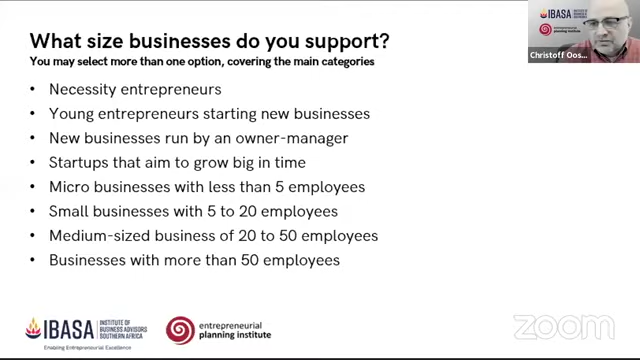 What size businesses do you support?
You may select more than one option, covering the main categories
• Necessity entrepreneurs
• Young entrepreneurs starting new businesses
• New businesses run by an owner-manager
• Startups that aim to grow big in time
• Micro businesses with less than 5 employees
• Small businesses with 5 to 20 employees
• Medium-sized business of 20 to 50 employees
• Businesses with more than 50 employees
IBASA
INSTITUTE OF
BUSINESS ADVISORS
SOUTHERN AFRICA
Enabling Entrepreneurial Excellence
entrepreneurial
planning institute
zoom
IBASA
entrepreneurial
planning institute
Christoff Oos...